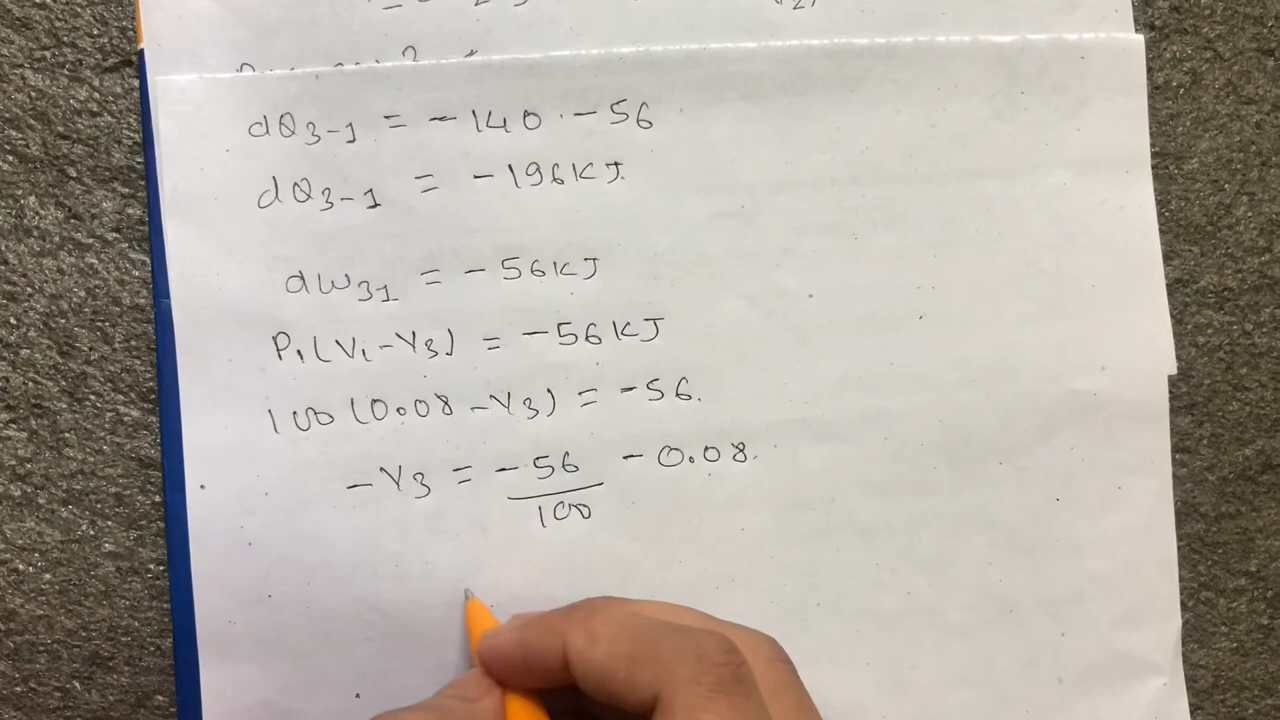 dQ₃₋₁ = -140 - 56
dQ₃₋₁ = -196KJ.
dW₃₁ = -56KJ
P₁(V₁-V₃) = -56KJ
100(0.08-V₃) = -56.
-V₃ = -56/100 - 0.08.